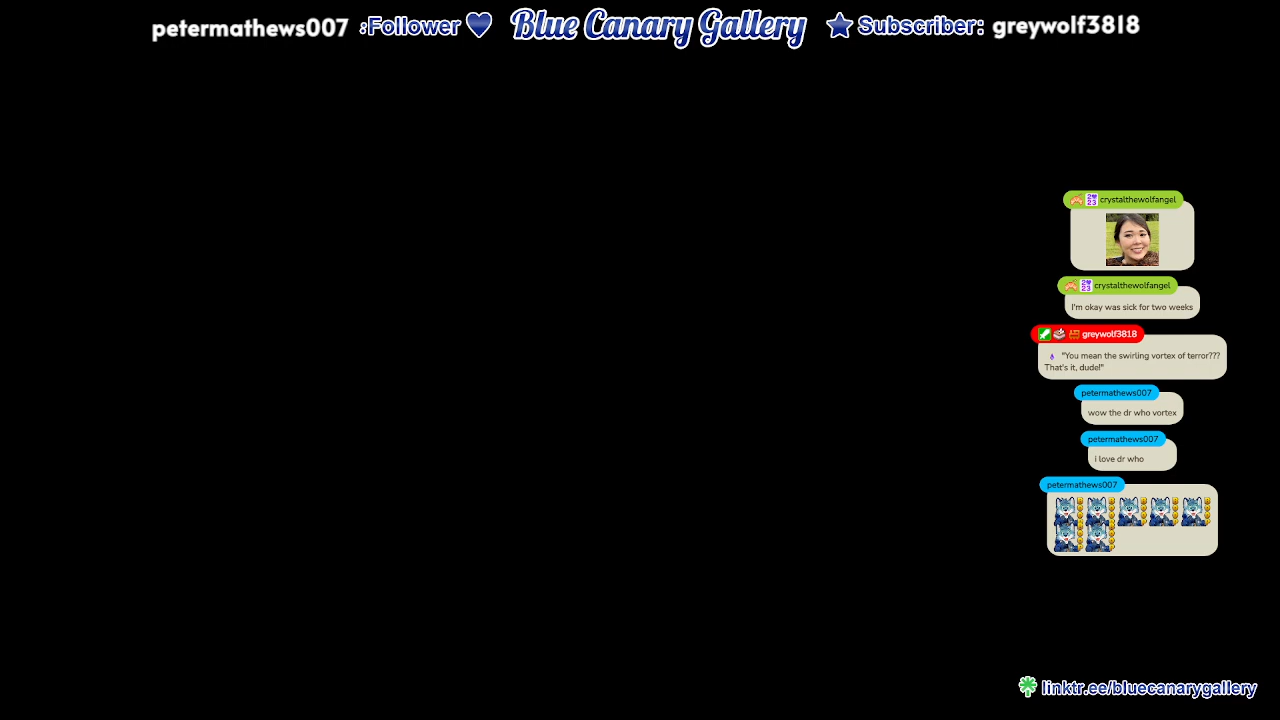 petermathews007 :Follower Blue Canary Gallery Subscriber: greywolf3818
crystalthewolfangel
crystalthewolfangel
I'm okay was sick for two weeks
greywolf3818
"You mean the swirling vortex of terror???
That's it, dude!"
petermathews007
wow the dr who vortex
petermathews007
i love dr who
petermathews007
linktr.ee/bluecanarygallery